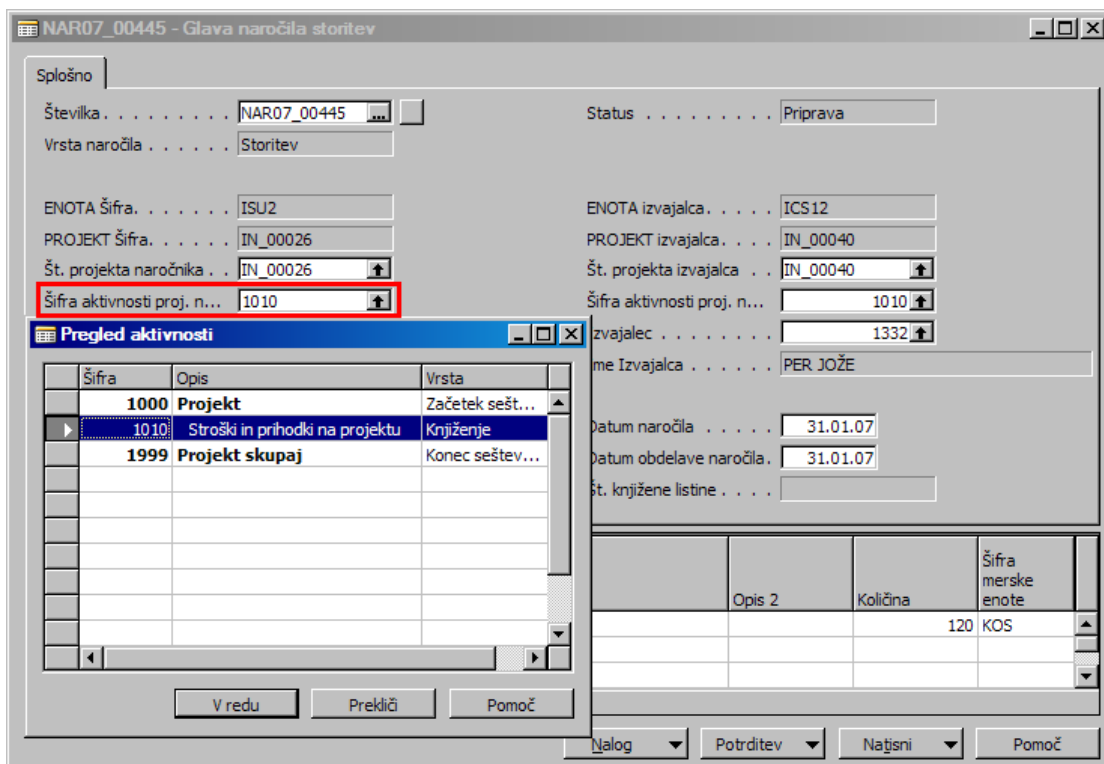 NAR07_00445 - Glava naročila storitev
Splošno
Številka. . . . . . . . . NAR07_00445 ...
Status . . . . . . . . . Priprava
Vrsta naročila . . . . . . Storitev
ENOTA Šifra. . . . . . . ISU2
ENOTA izvajalca. . . . . ICS12
PROJEKT Šifra. . . . . . IN_00026
PROJEKT izvajalca. . . . IN_00040
Št. projekta naročnika . . IN_00026
Št. projekta izvajalca . . IN_00040
Šifra aktivnosti proj. n... 1010
Šifra aktivnosti proj. n... 1010
Pregled aktivnosti
zvajalec . . . . . . . . 1332
me Izvajalca . . . . . . PER JOŽE
Šifra Opis Vrsta
1000 Projekt Začetek sešt...
1010 Stroški in prihodki na projektu Knjiženje
1999 Projekt skupaj Konec seštev...
Datum naročila . . . . . 31.01.07
Datum obdelave naročila. 31.01.07
Št. knjižene listine . . . .
Opis 2 Količina Šifra
merske
enote
120 KOS
V redu Prekliči Pomoč
Nalog Potrditev Natisni Pomoč